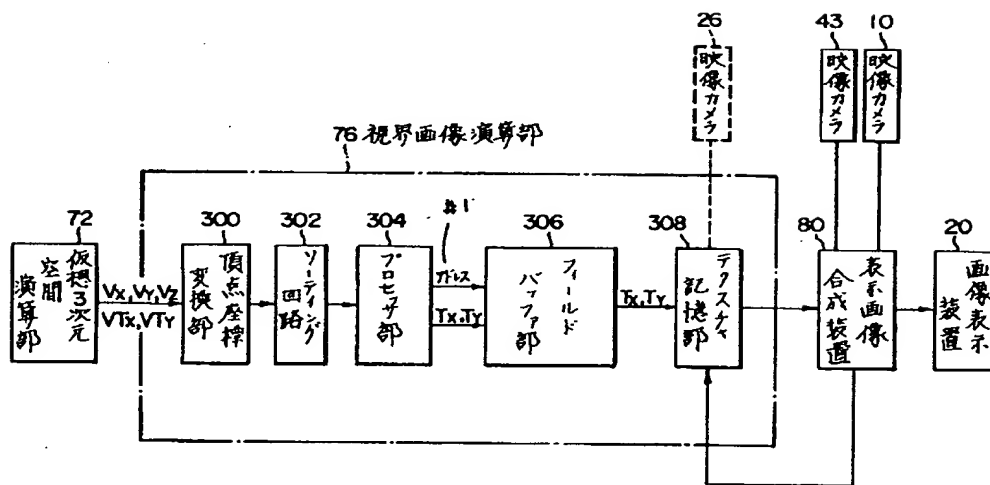 26
映像カメラ
43
映像カメラ
10
映像カメラ
76 視界画像演算部
72
仮想3次元
空間
演算部
Vx,Vy,Vz
VTx,VTy
300
頂点座標
変換部
302
ソーティング
回路
304
プロセッサ部
#1
アドレス
Tx,Ty
306
フィールド
バッファ部
Tx,Ty
308
テクスチャ
記憶部
80
表示画像
合成装置
20
画像表示
装置